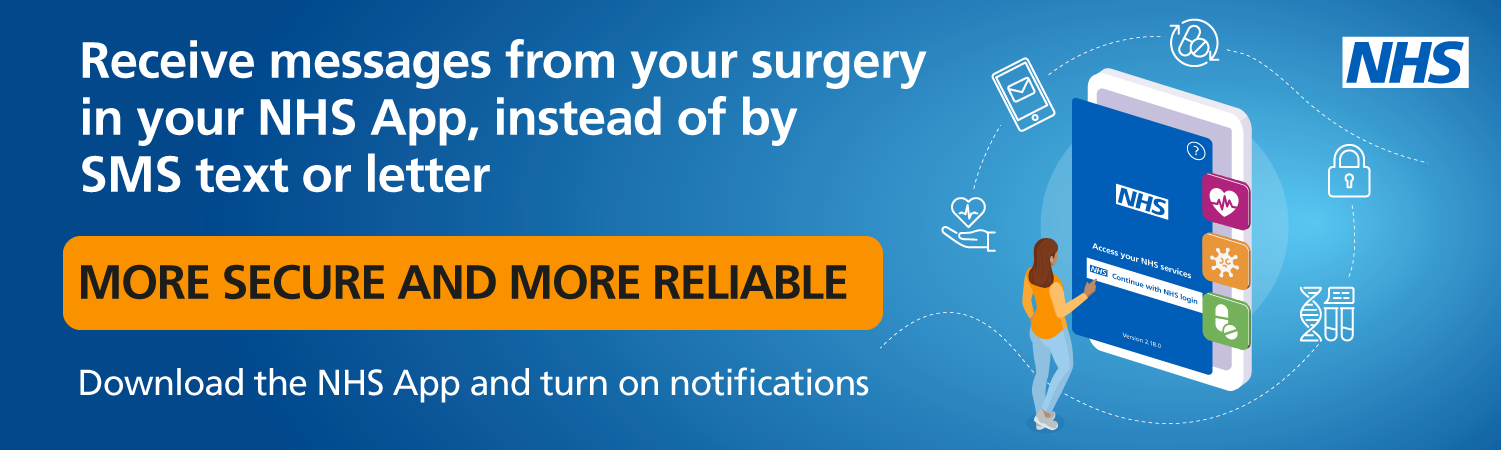 Receive messages from your surgery
in your NHS App, instead of by
SMS text or letter
MORE SECURE AND MORE RELIABLE
Download the NHS App and turn on notifications
NHS
?
NHS
Access your NHS services
NHS Continue with NHS login
Version 2.18.0